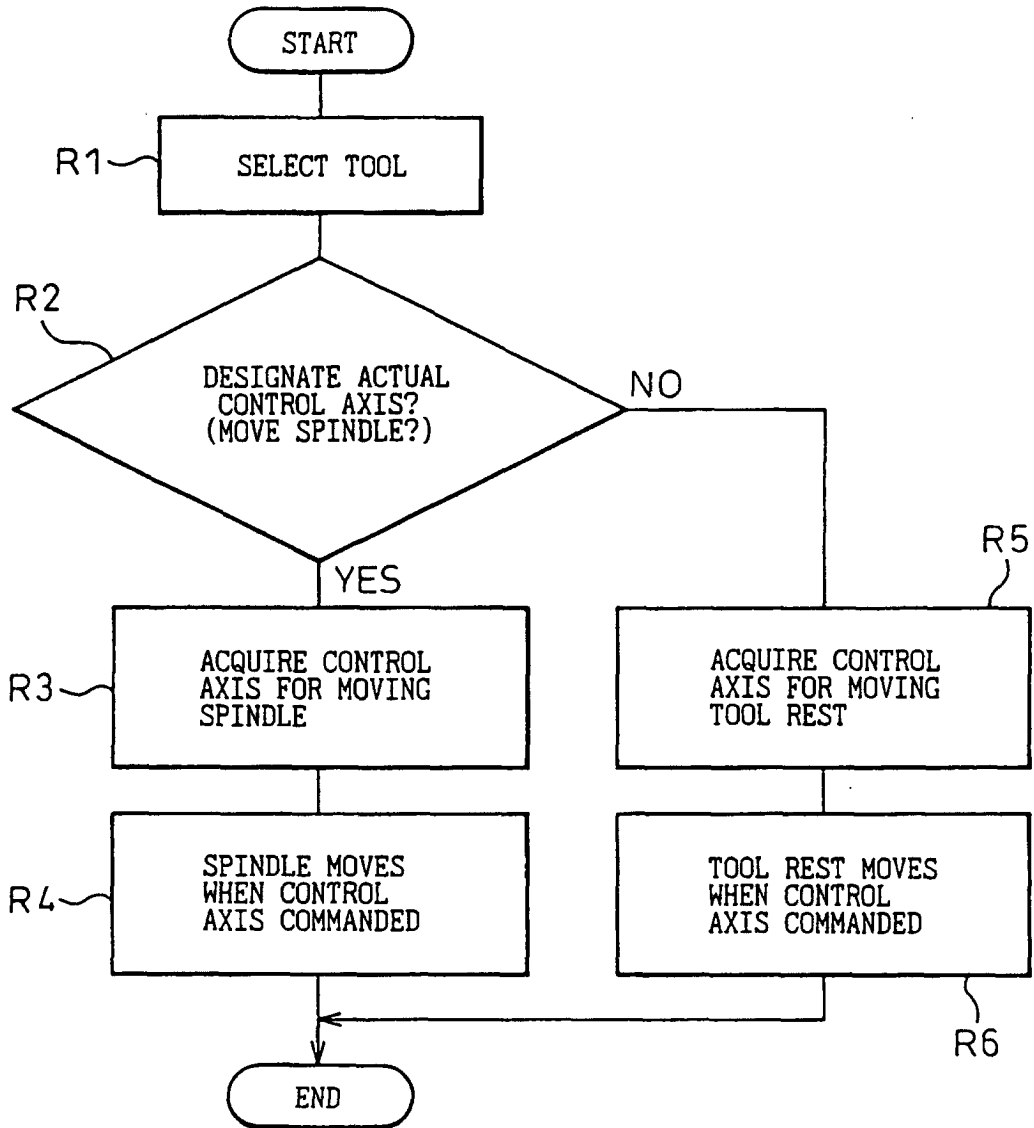 START
R1
SELECT TOOL
R2
DESIGNATE ACTUAL
CONTROL AXIS?
(MOVE SPINDLE?)
NO
YES
R3
ACQUIRE CONTROL
AXIS FOR MOVING
SPINDLE
R5
ACQUIRE CONTROL
AXIS FOR MOVING
TOOL REST
R4
SPINDLE MOVES
WHEN CONTROL
AXIS COMMANDED
TOOL REST MOVES
WHEN CONTROL
AXIS COMMANDED
R6
END